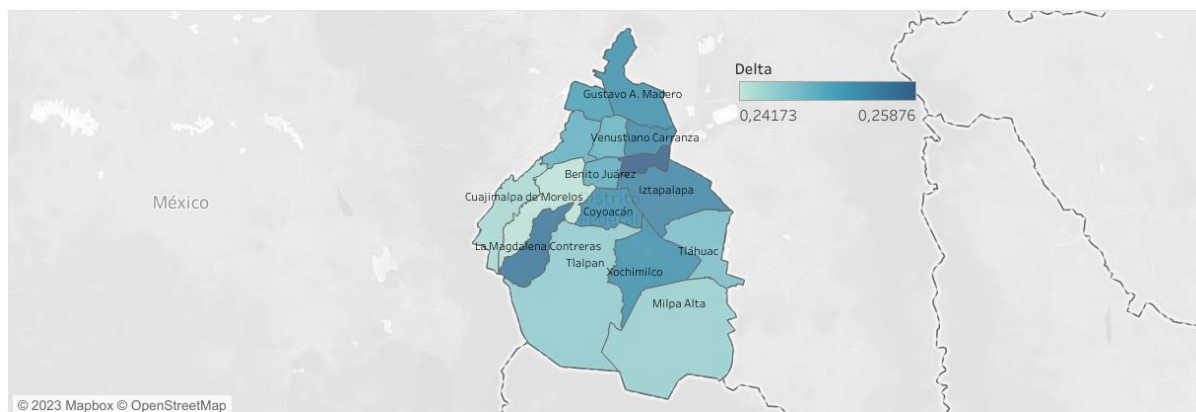 Delta
0,24173 0,25876
Gustavo A. Madero
Venustiano Carranza
Benito Juárez
Iztapalapa
Cuajimalpa de Morelos
México
Coyoacán
La Magdalena Contreras
Tláhuac
Tlalpan
Xochimilco
Milpa Alta
© 2023 Mapbox © OpenStreetMap